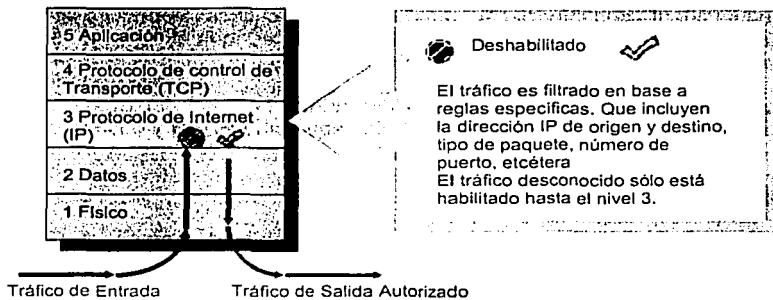 5 Aplicación
4 Protocolo de control de
Transporte (TCP)
3 Protocolo de Internet
(IP)
2 Datos
1 Físico
Tráfico de Entrada
Tráfico de Salida Autorizado
Deshabilitado
El tráfico es filtrado en base a
reglas específicas. Que incluyen
la dirección IP de origen y destino,
tipo de paquete, número de
puerto, etcétera
El tráfico desconocido sólo está
habilitado hasta el nivel 3.